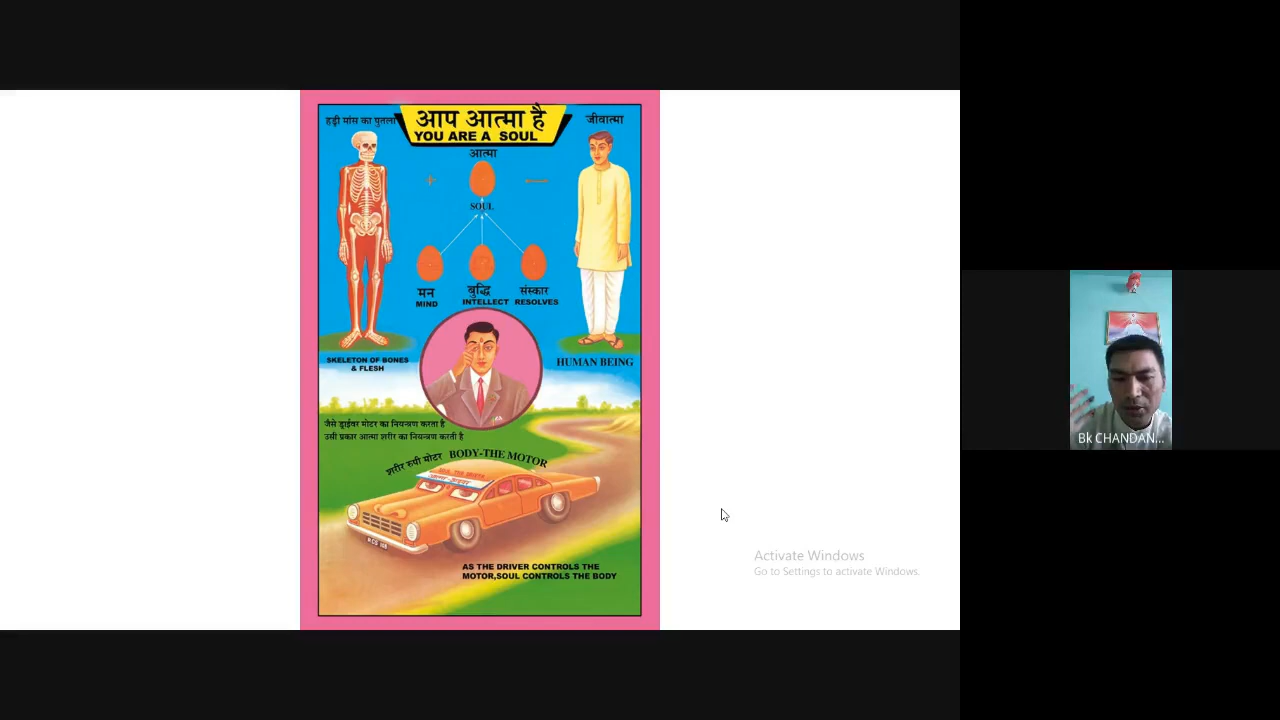 हड्डी मांस का पुतला
आप आत्मा है
YOU ARE A SOUL
जीवात्मा
आत्मा
SOUL
मन
MIND
बुद्धि
INTELLECT
संस्कार
RESOLVES
SKELETON OF BONES
& FLESH
HUMAN BEING
जैसे ड्राईवर मोटर का नियन्त्रण करता है
उसी प्रकार आत्मा शरीर का नियन्त्रण करती है
शरीर रुपी मोटर
BODY-THE MOTOR
AS THE DRIVER CONTROLS THE
MOTOR,SOUL CONTROLS THE BODY
Activate Windows
Go to Settings to activate Windows.
Bk CHANDAN...